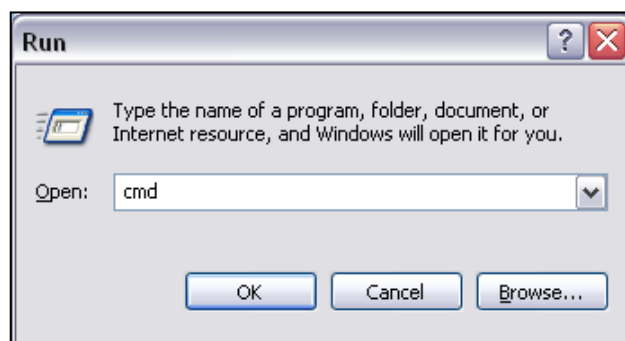 Run
Type the name of a program, folder, document, or
Internet resource, and Windows will open it for you.
Open: cmd
OK Cancel Browse...